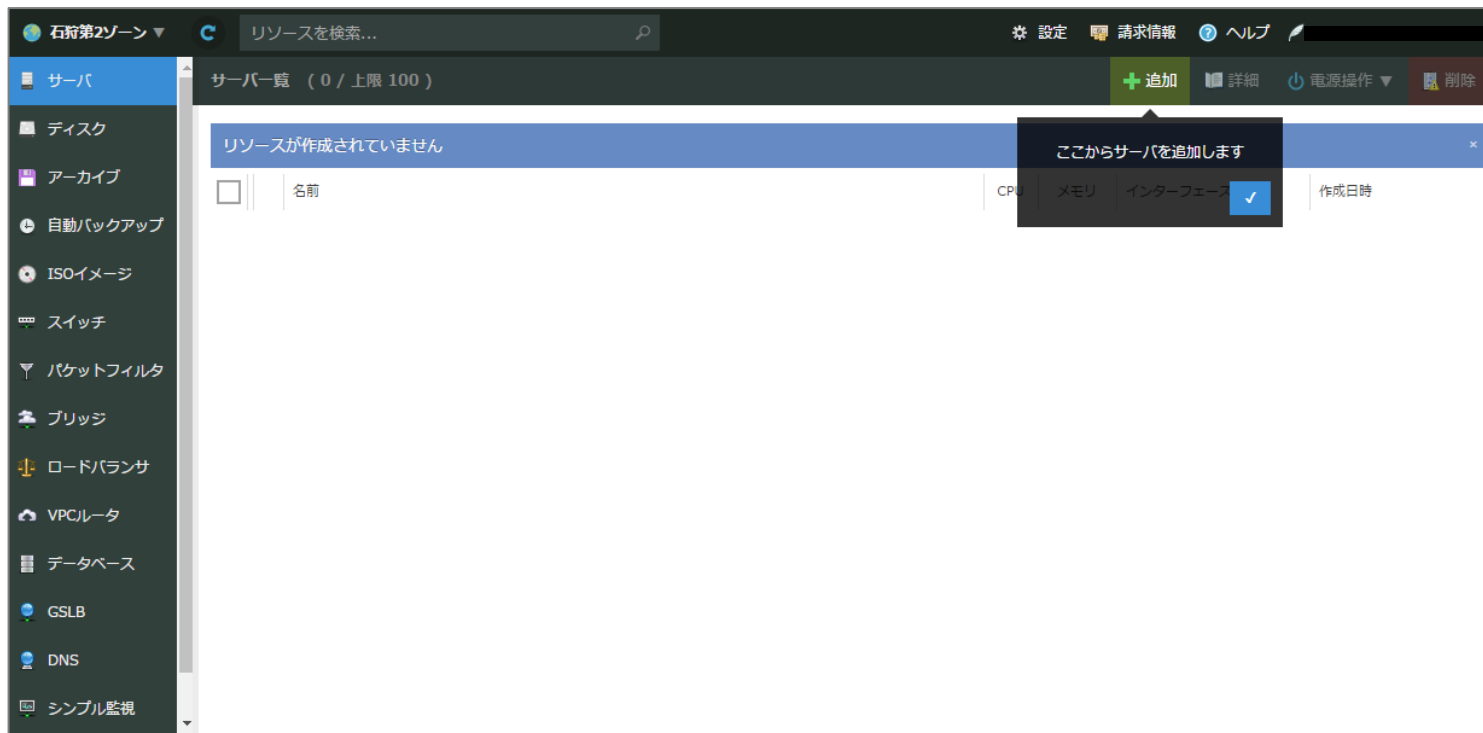 石狩第2ゾーン ▼ リソースを検索... 設定 請求情報 ヘルプ
サーバ
サーバ一覧 ( 0 / 上限 100 ) 追加 詳細 電源操作 ▼ 削除
ディスク
リソースが作成されていません ×
ここからサーバを追加します
アーカイブ
名前 CPU メモリ インターフェース 作成日時
自動バックアップ
ISOイメージ
スイッチ
パケットフィルタ
ブリッジ
ロードバランサ
VPCルータ
データベース
GSLB
DNS
シンプル監視